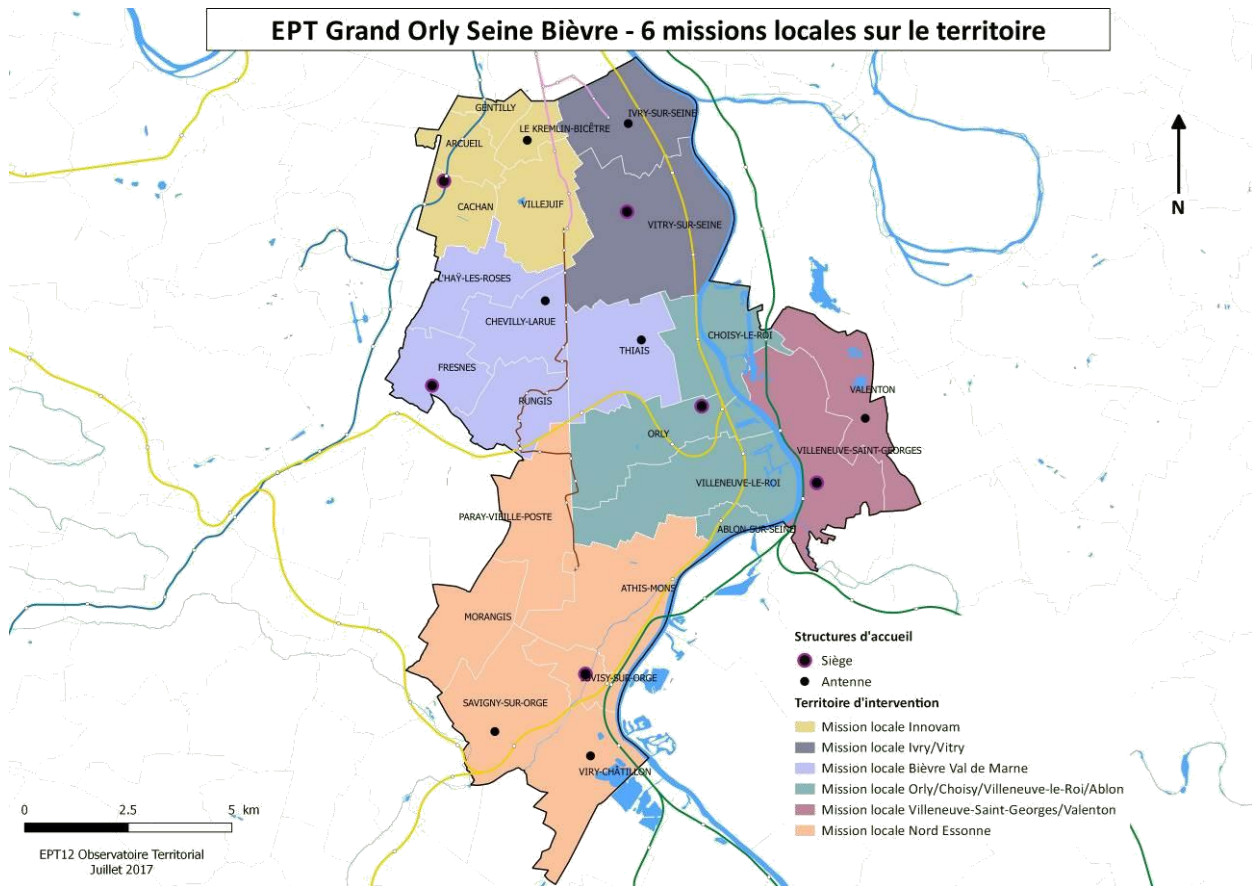 EPT Grand Orly Seine Bièvre - 6 missions locales sur le territoire
GENTILLY
IVRY-SUR-SEINE
LE KREMLIN-BICÊTRE
ARCUEIL
CACHAN
VILLEJUIF
VITRY-SUR-SEINE
N
L'HAŸ-LES-ROSES
CHEVILLY-LARUE
CHOISY-LE-ROI
THIAIS
FRESNES
VALENTON
RUNGIS
ORLY
VILLENEUVE-SAINT-GEORGES
VILLENEUVE-LE-ROI
PARAY-VIEILLE-POSTE
ABLON-SUR-SEINE
ATHIS-MONS
MORANGIS
JUVISY-SUR-ORGE
SAVIGNY-SUR-ORGE
VIRY-CHÂTILLON
Structures d'accueil
Siège
Antenne
Territoire d'intervention
Mission locale Innovam
Mission locale Ivry/Vitry
Mission locale Bièvre Val de Marne
Mission locale Orly/Choisy/Villeneuve-le-Roi/Ablon
Mission locale Villeneuve-Saint-Georges/Valenton
Mission locale Nord Essonne
0 2.5 5 km
EPT12 Observatoire Territorial
Juillet 2017